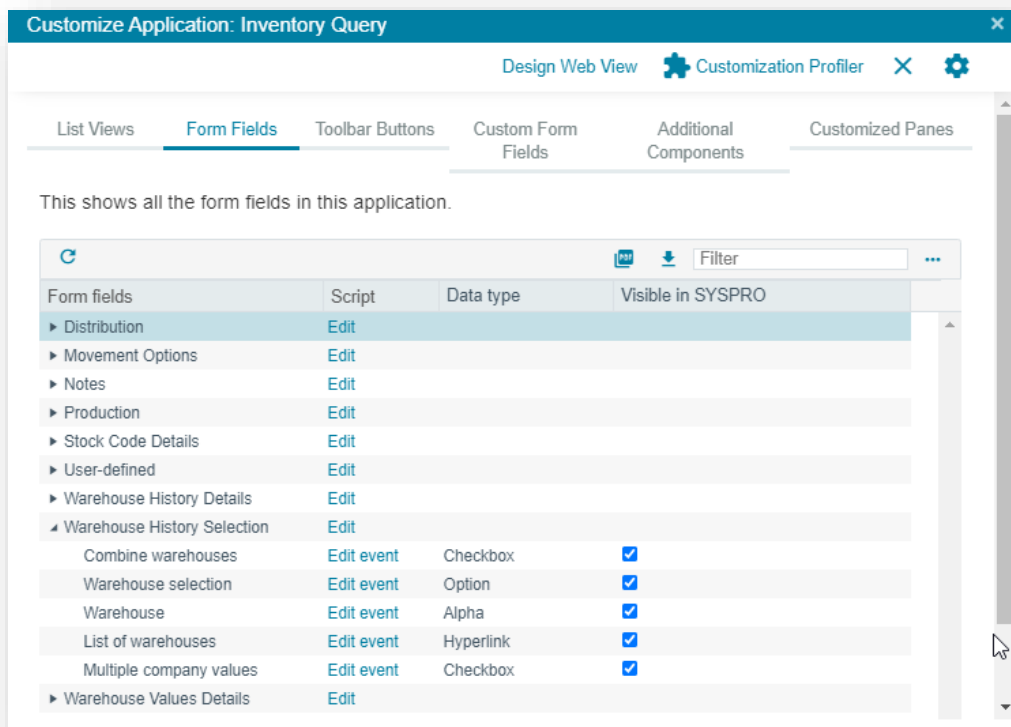 Customize Application: Inventory Query
Design Web View Customization Profiler
List Views Form Fields Toolbar Buttons Custom Form Fields Additional Components Customized Panes
This shows all the form fields in this application.
PDF Filter
Form fields Script Data type Visible in SYSPRO
Distribution Edit
Movement Options Edit
Notes Edit
Production Edit
Stock Code Details Edit
User-defined Edit
Warehouse History Details Edit
Warehouse History Selection Edit
Combine warehouses Edit event Checkbox
Warehouse selection Edit event Option
Warehouse Edit event Alpha
List of warehouses Edit event Hyperlink
Multiple company values Edit event Checkbox
Warehouse Values Details Edit